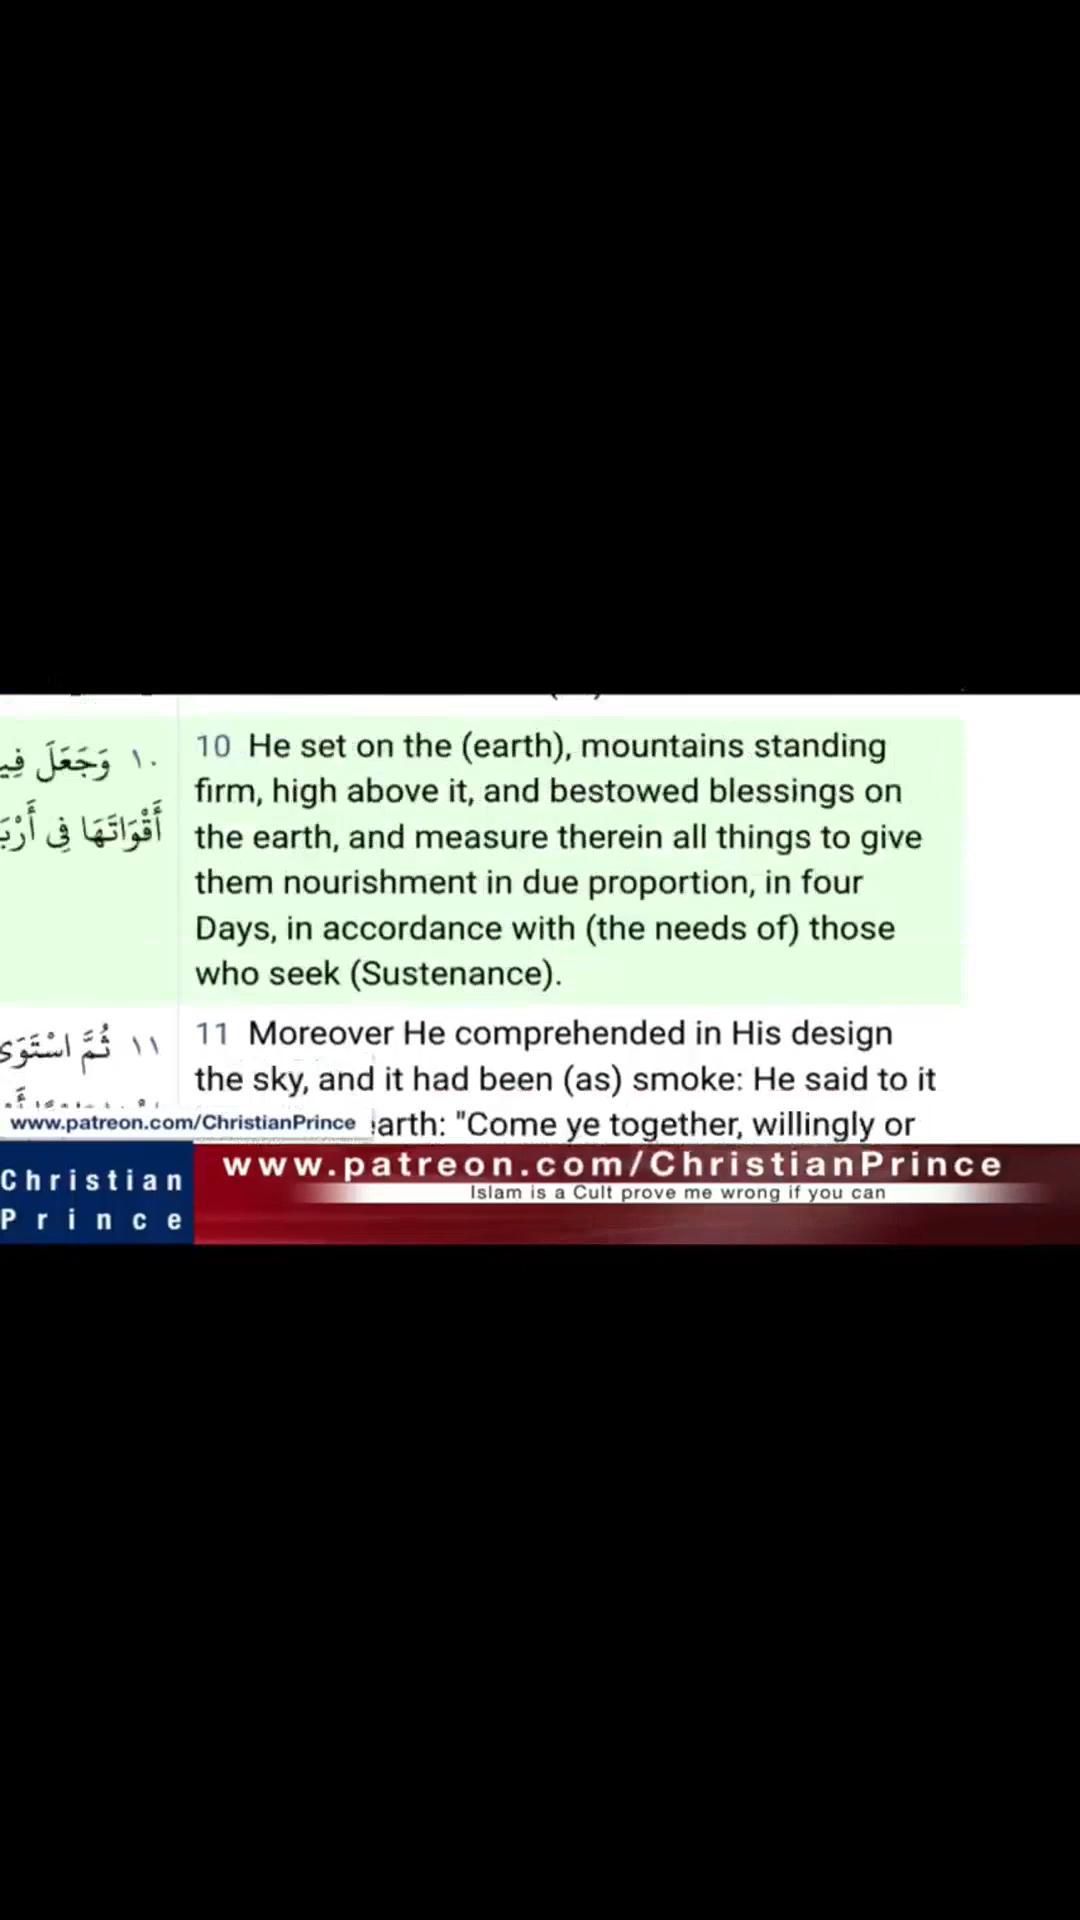 ١٠ وَجَعَلَ
أَقْوَاتَهَا فِي
10 He set on the (earth), mountains standing
firm, high above it, and bestowed blessings on
the earth, and measure therein all things to give
them nourishment in due proportion, in four
Days, in accordance with (the needs of) those
who seek (Sustenance).
١١ ثُمَّ اسْتَوَى
11 Moreover He comprehended in His design
the sky, and it had been (as) smoke: He said to it
arth: "Come ye together, willingly or
www.patreon.com/ChristianPrince
Christian
Prince
www.patreon.com/ChristianPrince
Islam is a Cult prove me wrong if you can